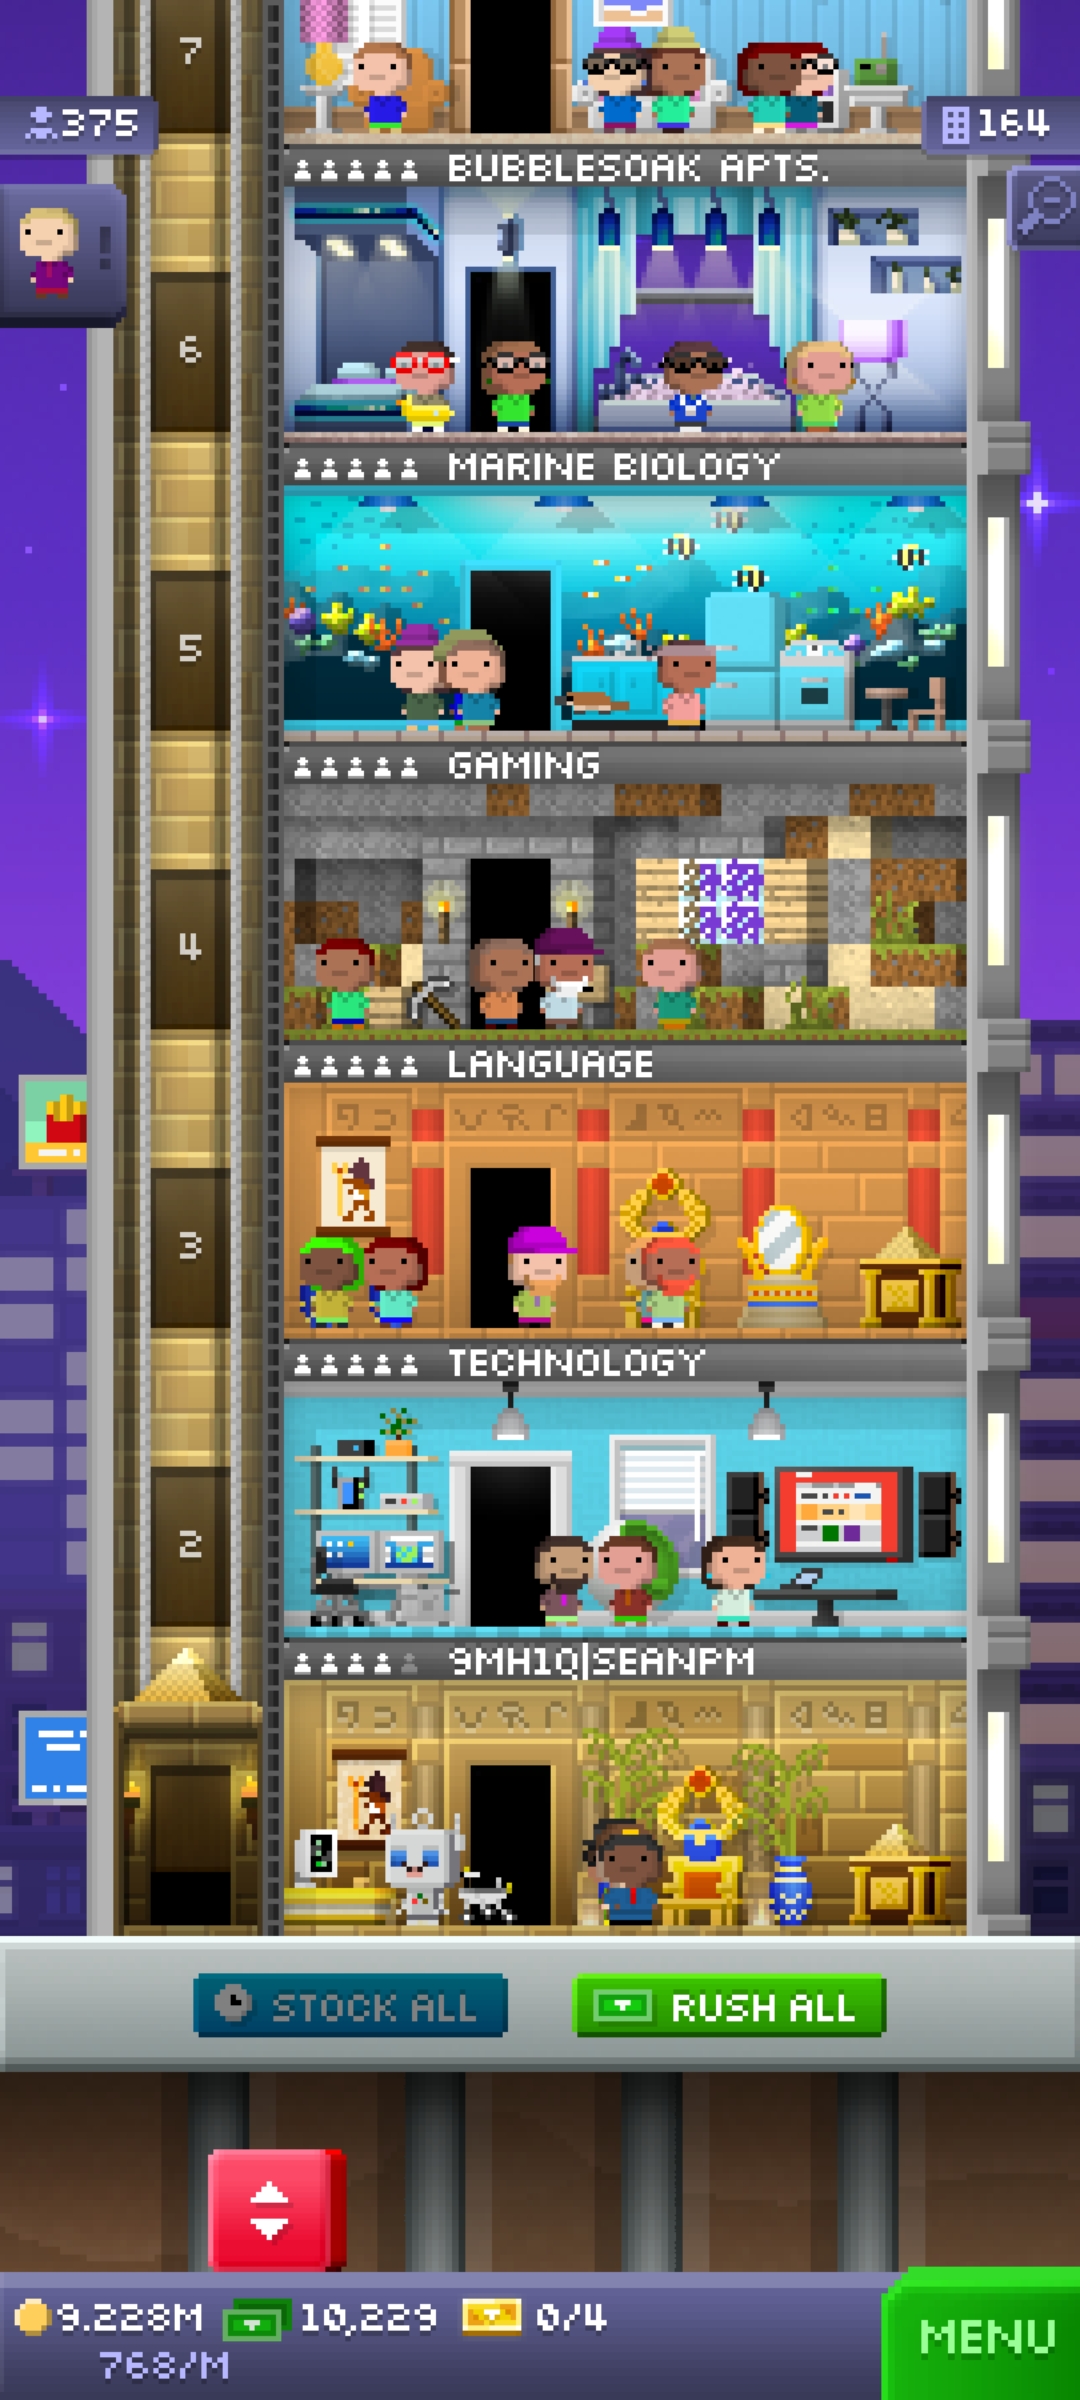 7
375
164
BUBBLESOAK APTS.
!
6
MARINE BIOLOGY
5
GAMING
4
LANGUAGE
3
TECHNOLOGY
2
9MH1Q|SEANPM
STOCK ALL
RUSH ALL
9.228M
10,229
0/4
768/M
MENU